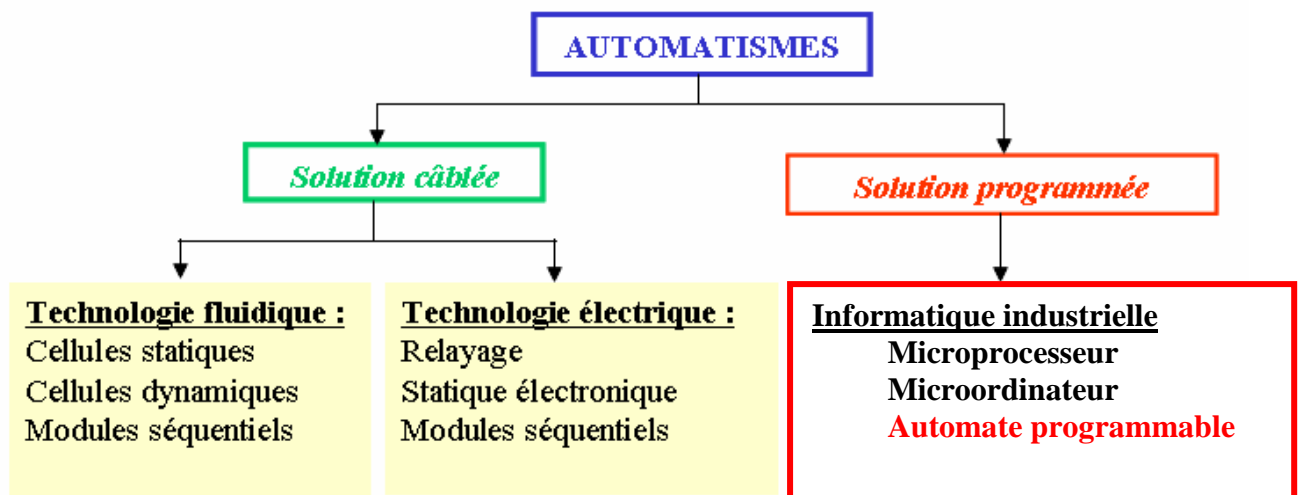 AUTOMATISMES
Solution câblée
Solution programmée
Technologie fluidique :
Cellules statiques
Cellules dynamiques
Modules séquentiels
Technologie électrique :
Relayage
Statique électronique
Modules séquentiels
Informatique industrielle
Microprocesseur
Microordinateur
Automate programmable